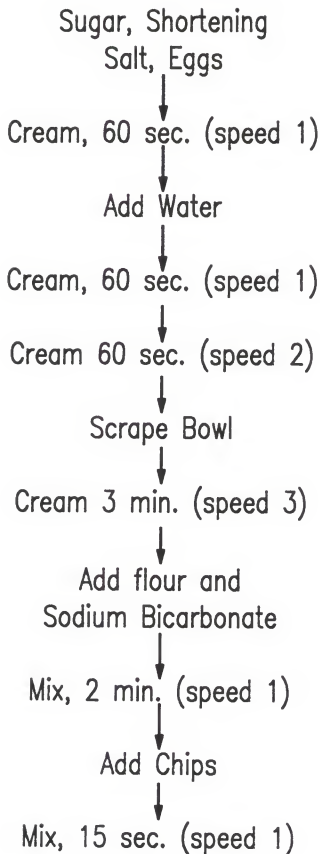 Sugar, Shortening
Salt, Eggs
Cream, 60 sec. (speed 1)
Add Water
Cream, 60 sec. (speed 1)
Cream 60 sec. (speed 2)
Scrape Bowl
Cream 3 min. (speed 3)
Add flour and
Sodium Bicarbonate
Mix, 2 min. (speed 1)
Add Chips
Mix, 15 sec. (speed 1)